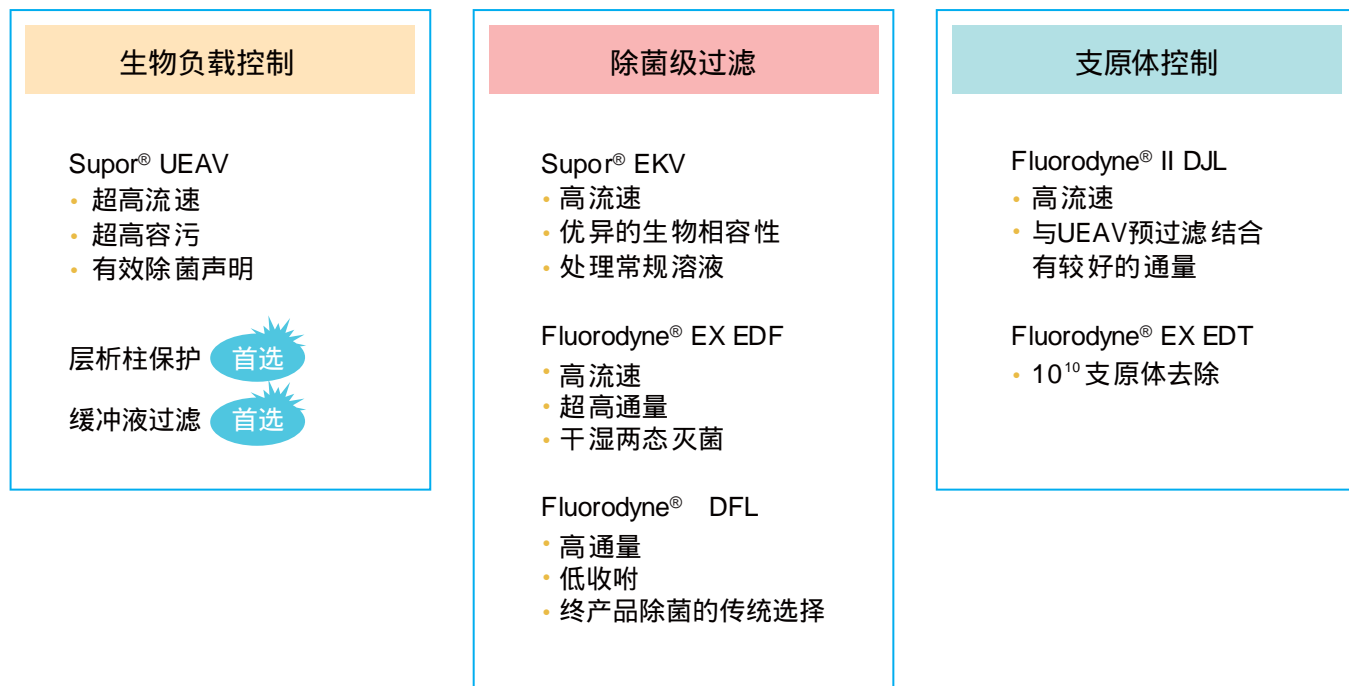 生物负载控制
Supor® UEAV
• 超高流速
• 超高容污
• 有效除菌声明
层析柱保护 首选
缓冲液过滤 首选
除菌级过滤
Supor® EKV
• 高流速
• 优异的生物相容性
• 处理常规溶液
Fluorodyne® EX EDF
• 高流速
• 超高通量
• 干湿两态灭菌
Fluorodyne® DFL
• 高通量
• 低收咐
• 终产品除菌的传统选择
支原体控制
Fluorodyne® II DJL
• 高流速
• 与UEAV预过滤结合
有较好的通量
Fluorodyne® EX EDT
• 10¹⁰ 支原体去除